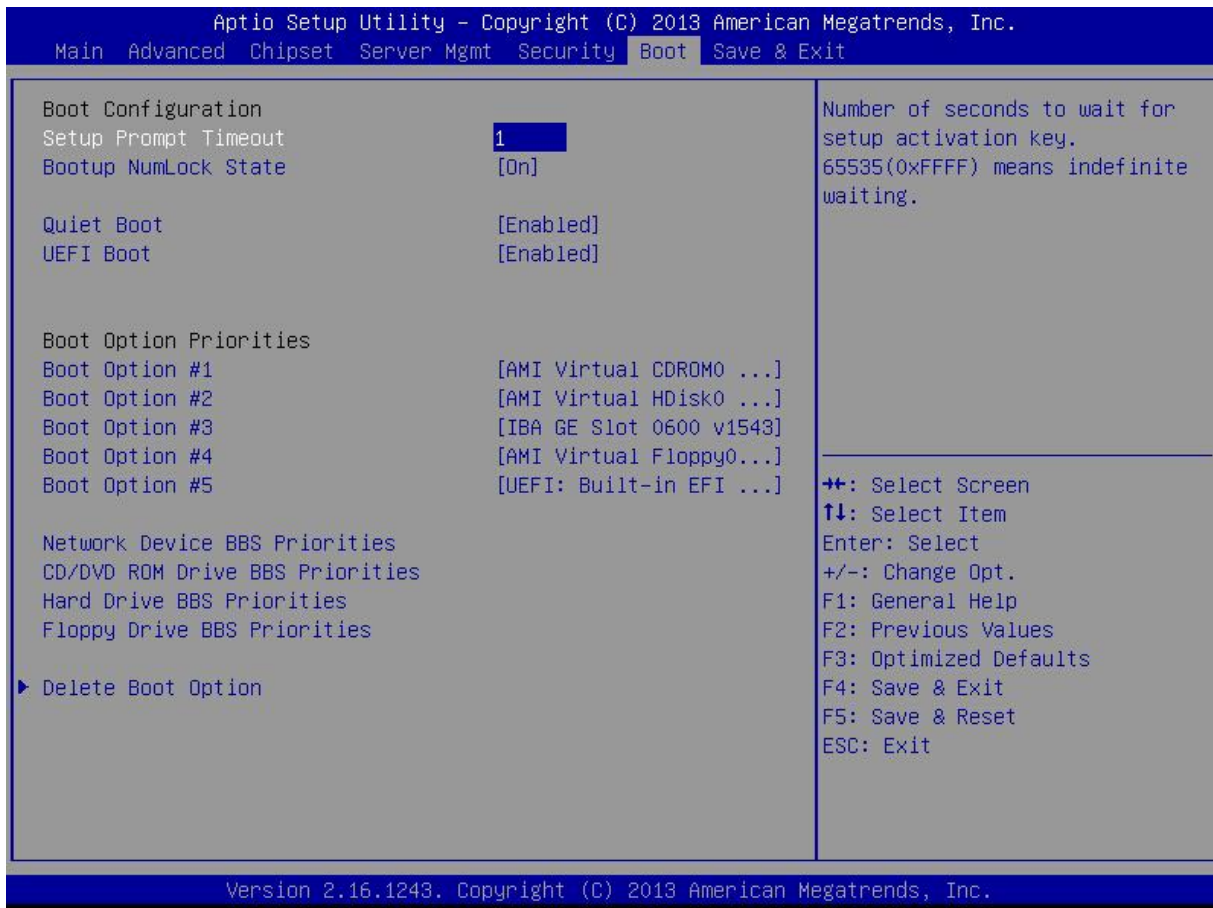 Aptio Setup Utility – Copyright (C) 2013 American Megatrends, Inc.
Main Advanced Chipset Server Mgmt Security Boot Save & Exit
Boot Configuration
Setup Prompt Timeout 1
Bootup NumLock State [On]
Quiet Boot [Enabled]
UEFI Boot [Enabled]
Boot Option Priorities
Boot Option #1 [AMI Virtual CDROM0 ...]
Boot Option #2 [AMI Virtual HDisk0 ...]
Boot Option #3 [IBA GE Slot 0600 v1543]
Boot Option #4 [AMI Virtual Floppy0...]
Boot Option #5 [UEFI: Built-in EFI ...]
Network Device BBS Priorities
CD/DVD ROM Drive BBS Priorities
Hard Drive BBS Priorities
Floppy Drive BBS Priorities
Delete Boot Option
Number of seconds to wait for
setup activation key.
65535(0xFFFF) means indefinite
waiting.
→←: Select Screen
↑↓: Select Item
Enter: Select
+/-: Change Opt.
F1: General Help
F2: Previous Values
F3: Optimized Defaults
F4: Save & Exit
F5: Save & Reset
ESC: Exit
Version 2.16.1243. Copyright (C) 2013 American Megatrends, Inc.